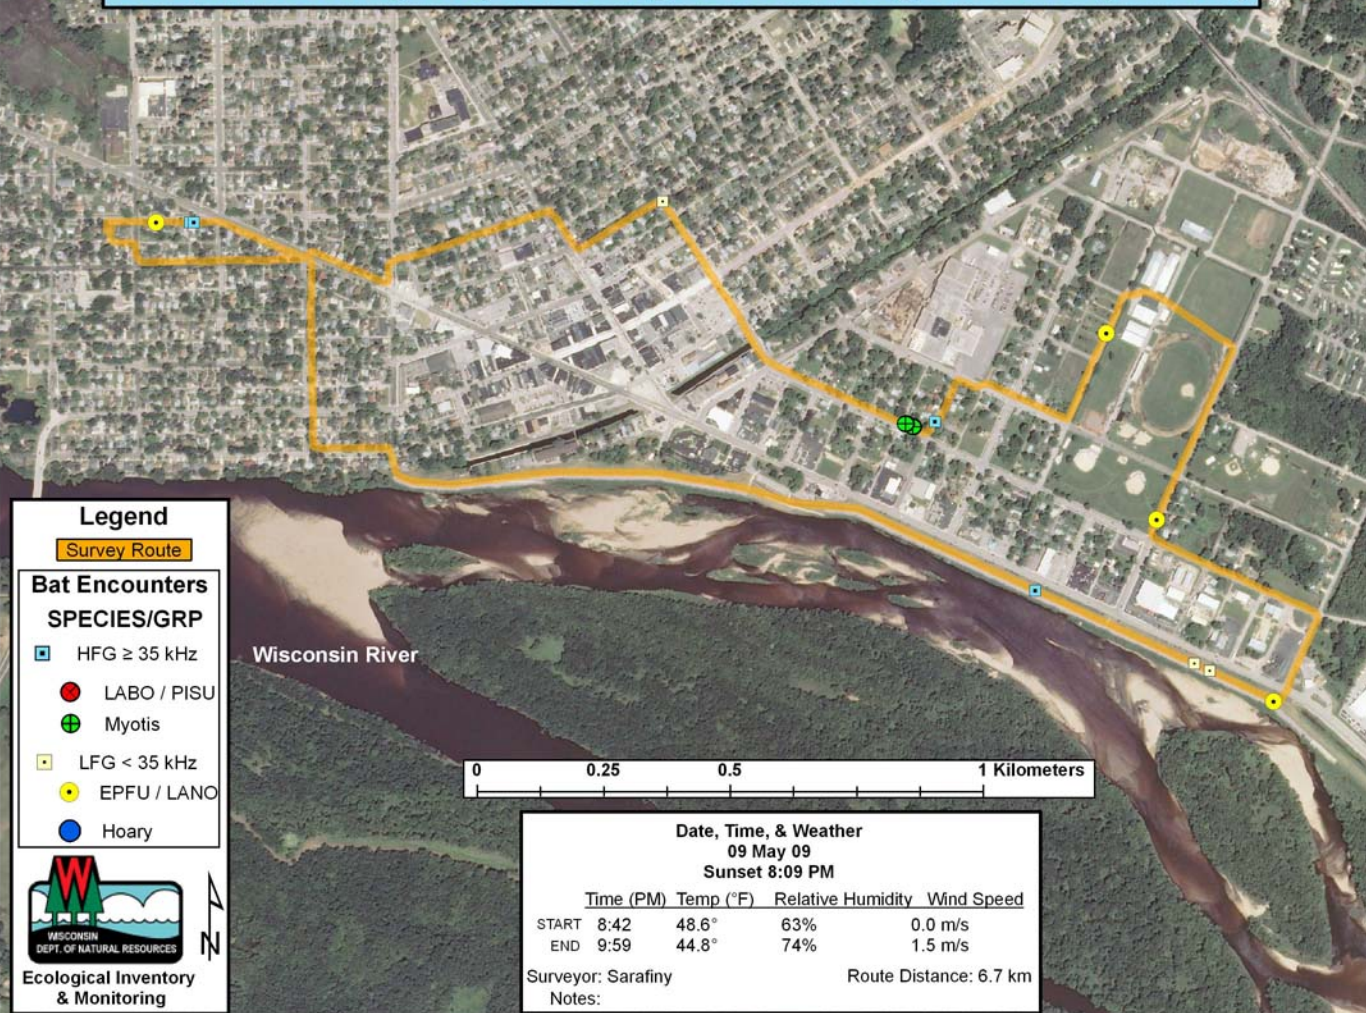 Legend
Survey Route
Bat Encounters
SPECIES/GRP
HFG ≥ 35 kHz
LABO / PISU
Myotis
LFG < 35 kHz
EPFU / LANO
Hoary
W
WISCONSIN
DEPT. OF NATURAL RESOURCES
N
Ecological Inventory
& Monitoring
Wisconsin River
0 0.25 0.5 1 Kilometers
Date, Time, & Weather
09 May 09
Sunset 8:09 PM
Time (PM) Temp (°F) Relative Humidity Wind Speed
START 8:42 48.6° 63% 0.0 m/s
END 9:59 44.8° 74% 1.5 m/s
Surveyor: Sarafiny Route Distance: 6.7 km
Notes: